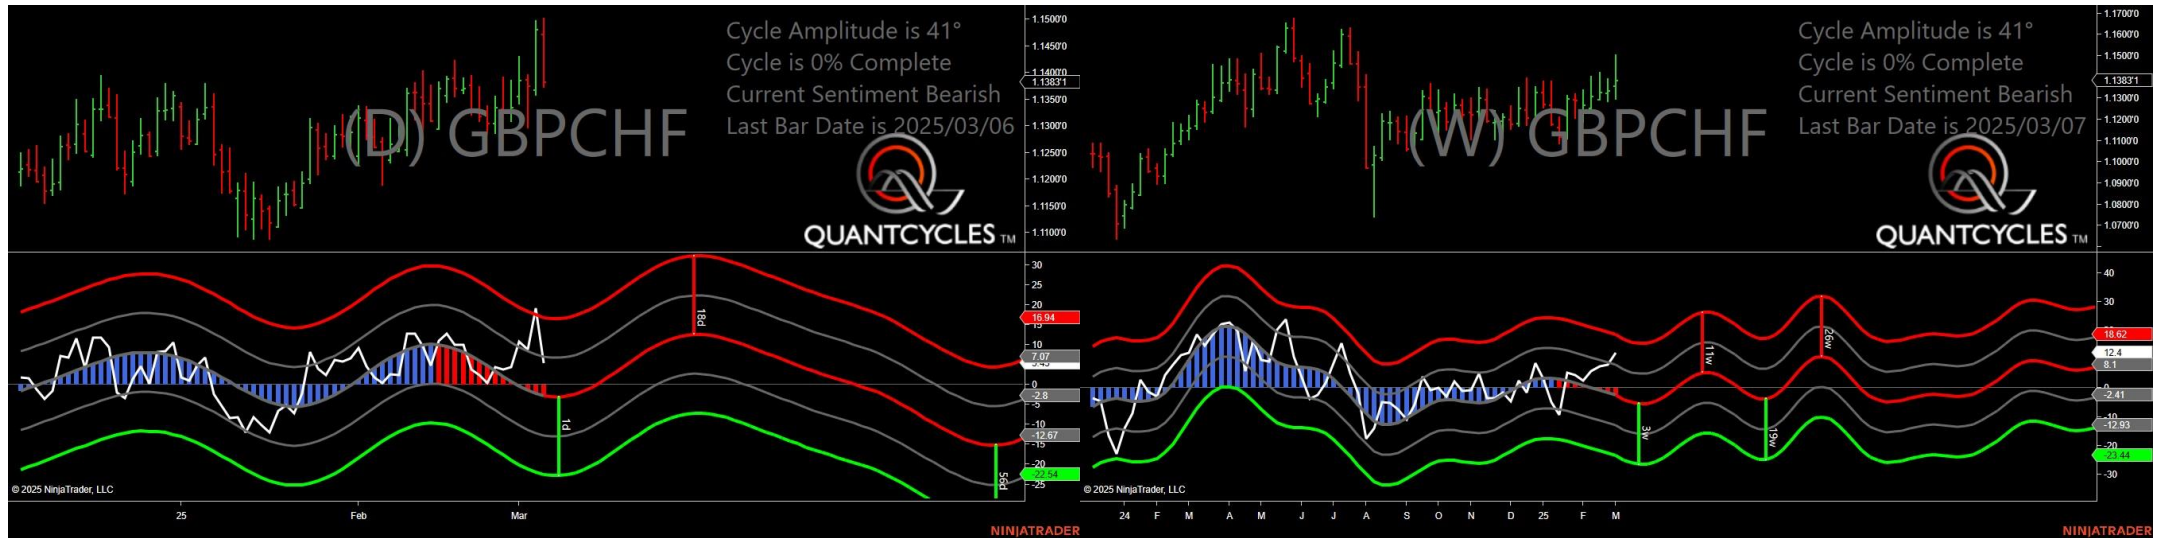 Cycle Amplitude is 41°
Cycle is 0% Complete
Current Sentiment Bearish
Last Bar Date is 2025/03/06
(D) GBPCHF
QUANTCYCLES TM
1.1500'0
1.1450'0
1.1400'0
1.1383'1
1.1350'0
1.1300'0
1.1250'0
1.1200'0
1.1150'0
1.1100'0
30
25
20
16.94
15
10
7.07
0
-2.8
-5
-12.67
-15
-20
-22.54
-25
18d
1d
56d
© 2025 NinjaTrader, LLC
25
Feb
Mar
NINJATRADER
Cycle Amplitude is 41°
Cycle is 0% Complete
Current Sentiment Bearish
Last Bar Date is 2025/03/07
(W) GBPCHF
QUANTCYCLES TM
1.1700'0
1.1600'0
1.1500'0
1.1383'1
1.1300'0
1.1200'0
1.1100'0
1.1000'0
1.0900'0
1.0800'0
1.0700'0
40
30
18.62
12.4
8.1
0
-2.41
-10
-12.93
-20
-23.44
-30
3w
11w
19w
26w
© 2025 NinjaTrader, LLC
24 F M A M J J A S O N D 25 F M
NINJATRADER